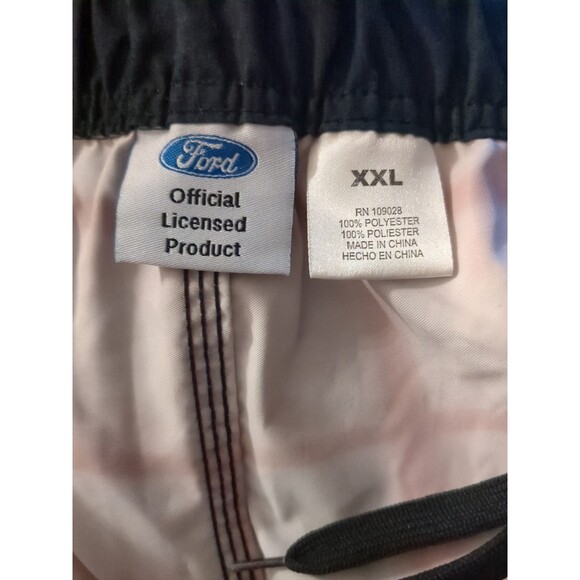 Ford
Official
Licensed
Product
XXL
RN 109028
100% POLYESTER
100% POLIESTER
MADE IN CHINA
HECHO EN CHINA